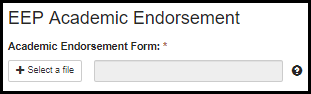 EEP Academic Endorsement
Academic Endorsement Form: *
+ Select a file ?